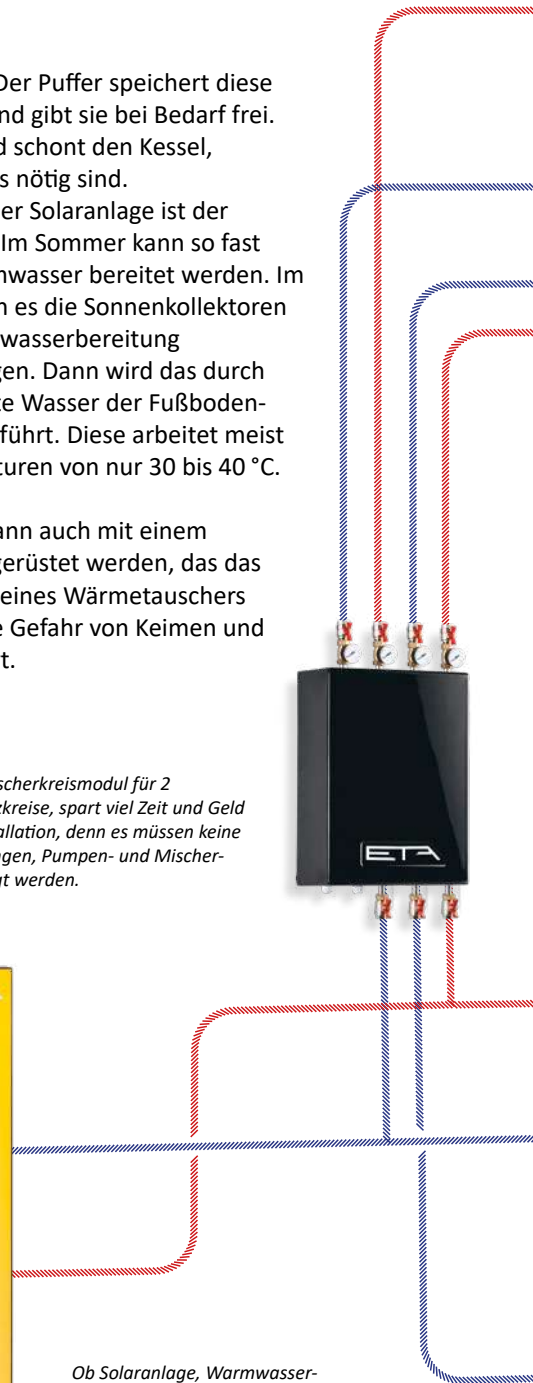 Der Puffer speichert diese
nd gibt sie bei Bedarf frei.
d schont den Kessel,
s nötig sind.
er Solaranlage ist der
Im Sommer kann so fast
nwasser bereitet werden. Im
n es die Sonnenkollektoren
wasserbereitung
gen. Dann wird das durch
te Wasser der Fußboden-
führt. Diese arbeitet meist
turen von nur 30 bis 40 °C.
ann auch mit einem
gerüstet werden, das das
eines Wärmetauschers
e Gefahr von Keimen und
t.
scherkreismodul für 2
zkreise, spart viel Zeit und Geld
allation, denn es müssen keine
ngen, Pumpen- und Mischer-
gt werden.
ETA
Ob Solaranlage, Warmwasser-